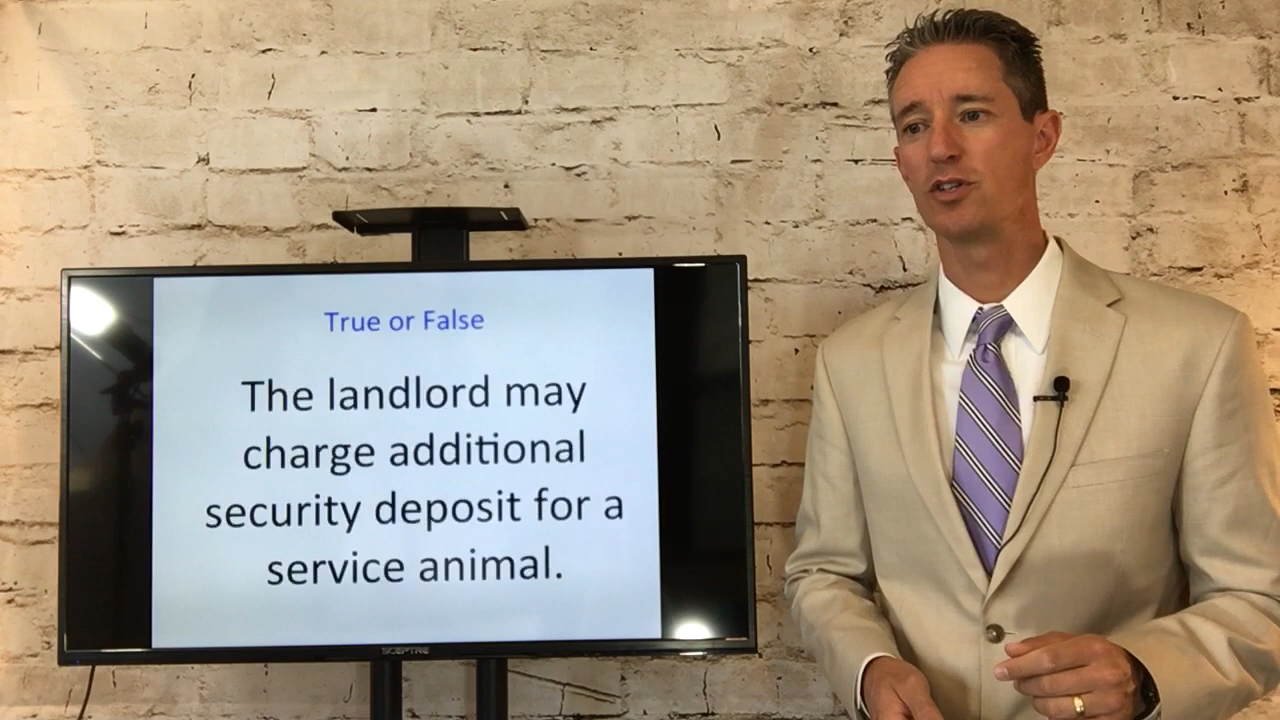 True or False
The landlord may
charge additional
security deposit for a
service animal.
SCEPTRE